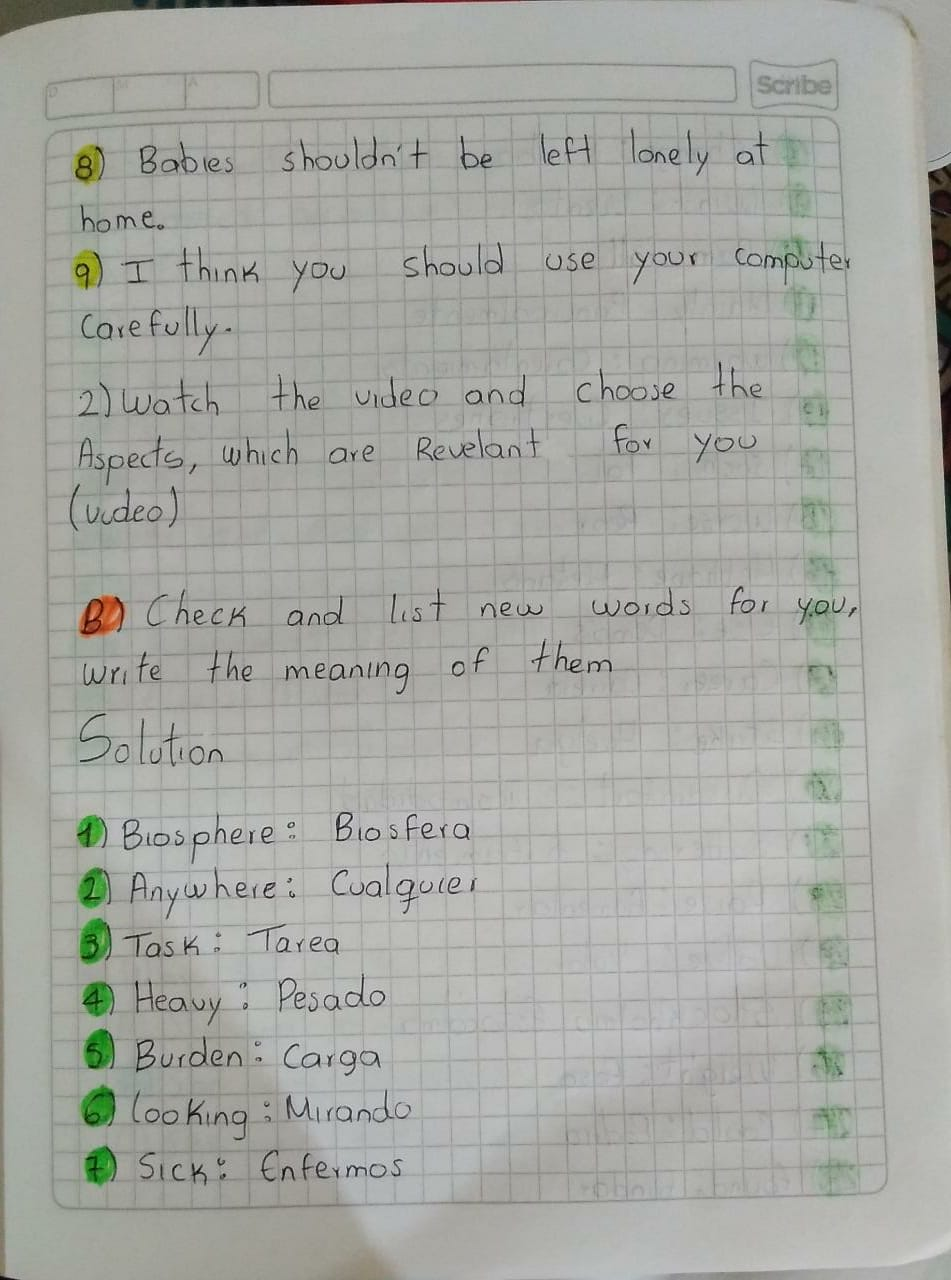 Scribe
8) Babies shouldn't be left lonely at
home.
9) I think you should use your computer
Carefully.
2) Watch the video and choose the
Aspects, which are Revelant for you
(video)
B) Check and list new words for you,
write the meaning of them
Solution
1) Biosphere: Biosfera
2) Anywhere: Cualquier
3) Task: Tarea
4) Heavy: Pesado
5) Burden: Carga
6) looking: Mirando
7) Sick: Enfermos